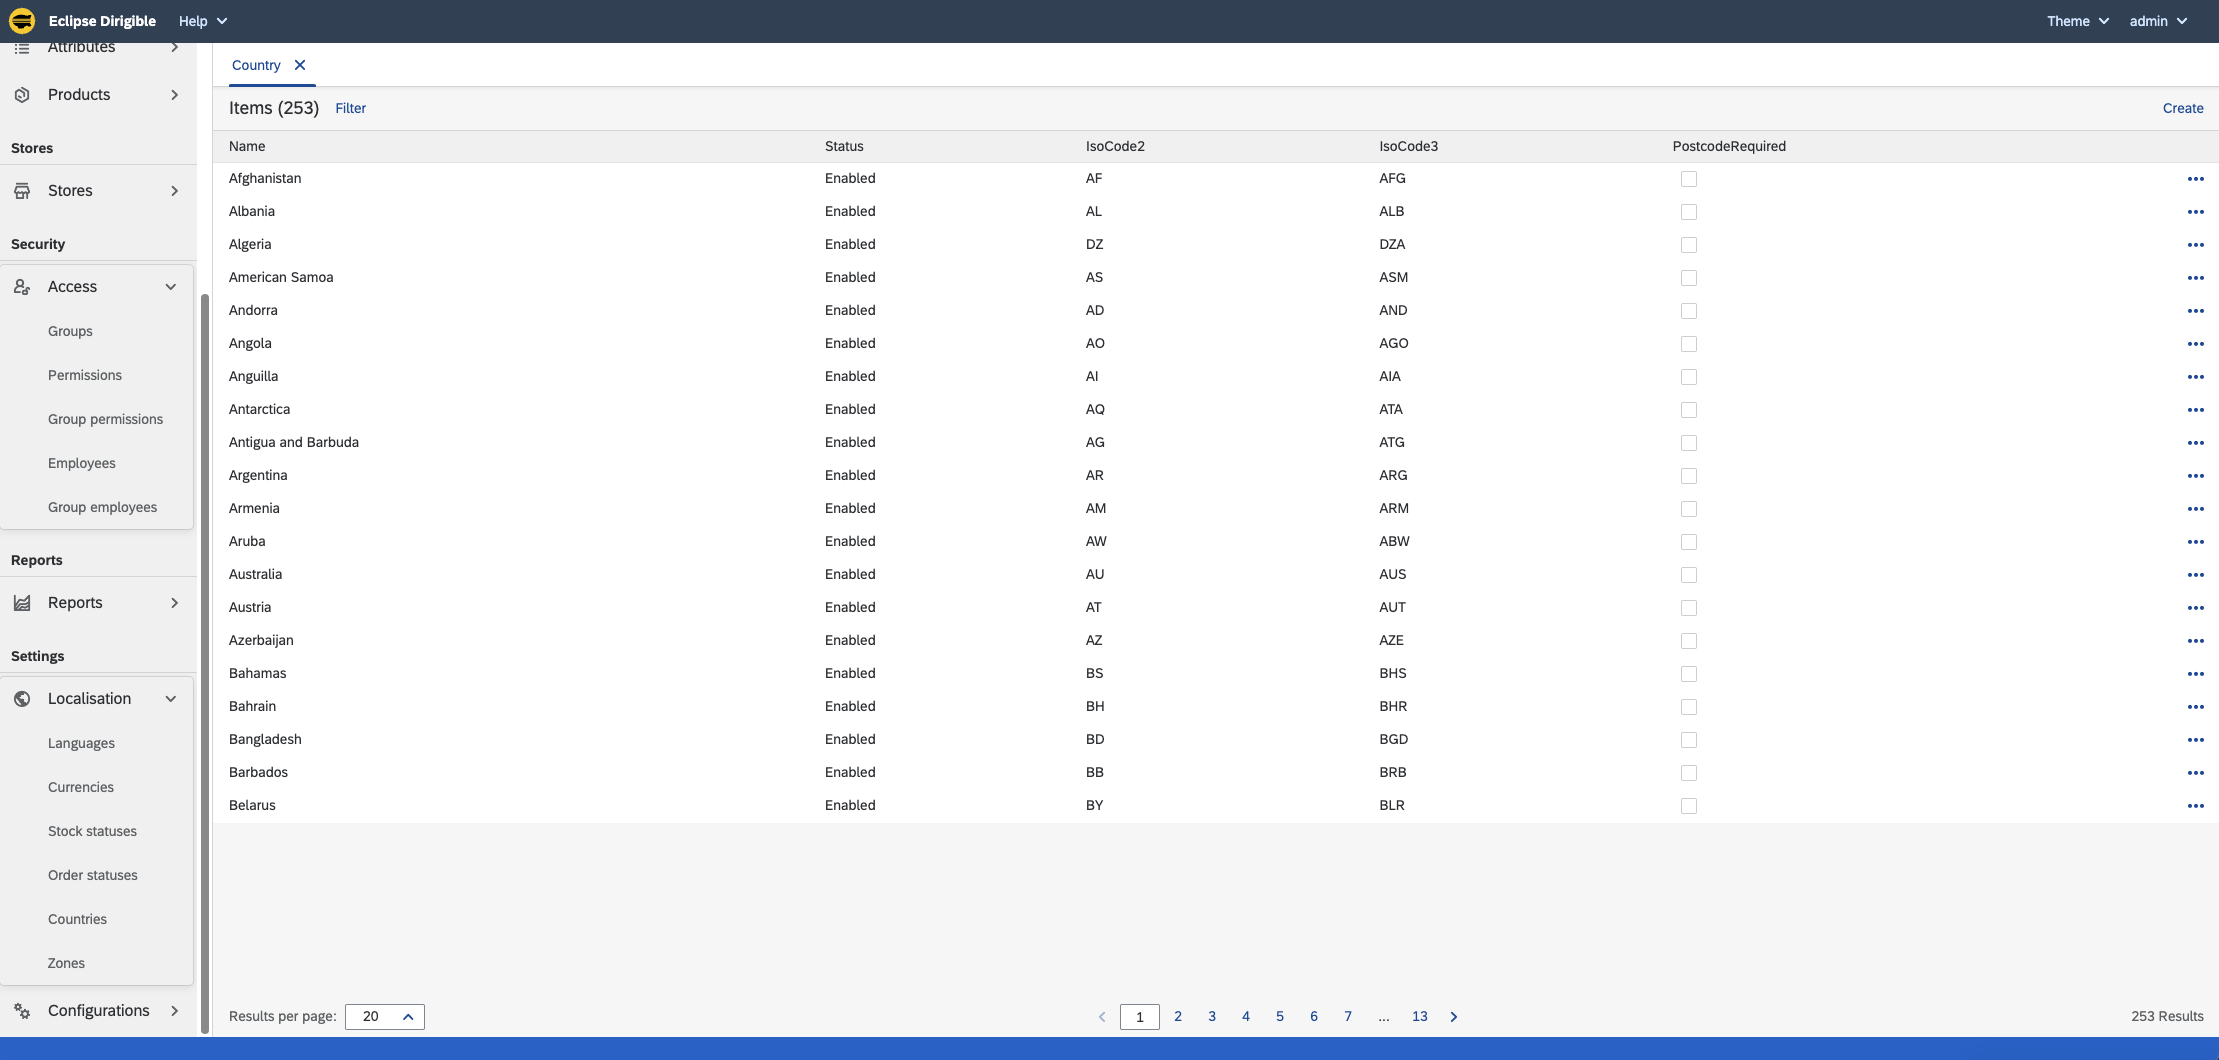 Eclipse Dirigible Help Theme admin
Attributes
Products
Stores
Stores
Security
Access
Groups
Permissions
Group permissions
Employees
Group employees
Reports
Reports
Settings
Localisation
Languages
Currencies
Stock statuses
Order statuses
Countries
Zones
Configurations
Country
Items (253) Filter Create
Name Status IsoCode2 IsoCode3 PostcodeRequired
Afghanistan Enabled AF AFG
Albania Enabled AL ALB
Algeria Enabled DZ DZA
American Samoa Enabled AS ASM
Andorra Enabled AD AND
Angola Enabled AO AGO
Anguilla Enabled AI AIA
Antarctica Enabled AQ ATA
Antigua and Barbuda Enabled AG ATG
Argentina Enabled AR ARG
Armenia Enabled AM ARM
Aruba Enabled AW ABW
Australia Enabled AU AUS
Austria Enabled AT AUT
Azerbaijan Enabled AZ AZE
Bahamas Enabled BS BHS
Bahrain Enabled BH BHR
Bangladesh Enabled BD BGD
Barbados Enabled BB BRB
Belarus Enabled BY BLR
Results per page: 20 1 2 3 4 5 6 7 ... 13 253 Results